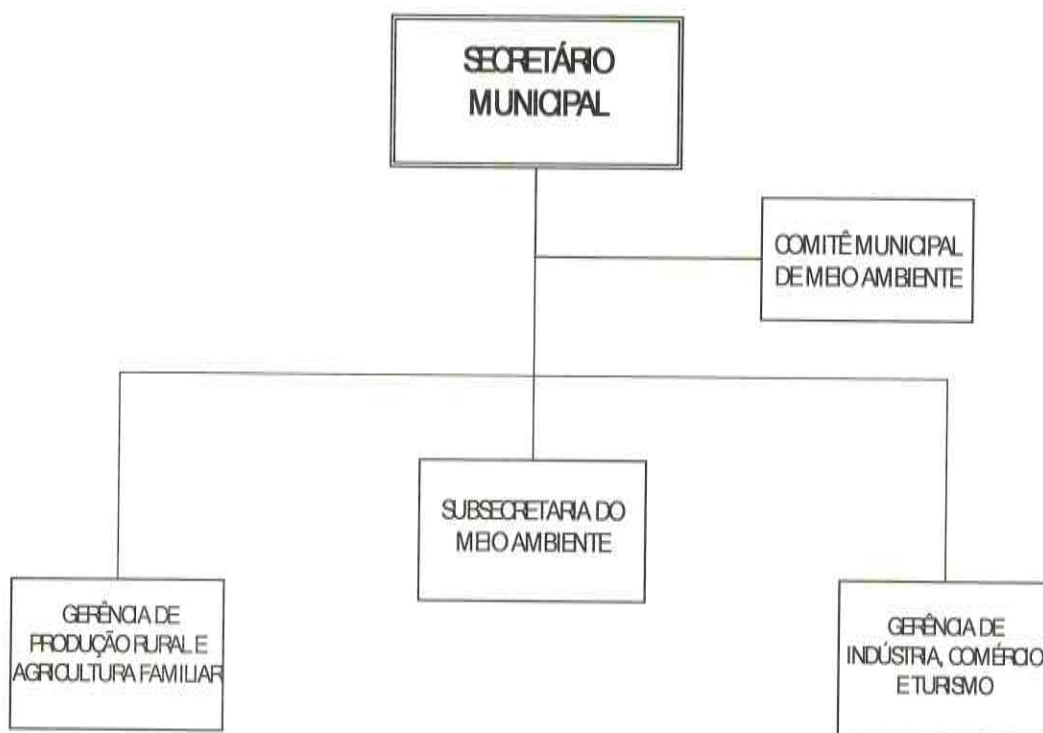 SECRETÁRIO
MUNICIPAL
COMITÊ MUNICIPAL
DE MEIO AMBIENTE
SUBSECRETARIA DO
MEIO AMBIENTE
GERÊNCIA DE
PRODUÇÃO RURAL E
AGRICULTURA FAMILIAR
GERÊNCIA DE
INDÚSTRIA, COMÉRCIO
E TURISMO